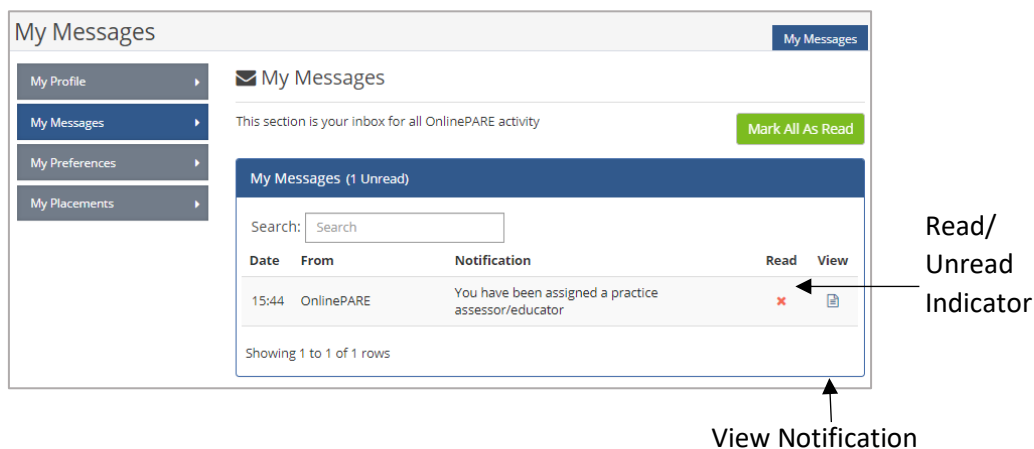 My Messages
My Messages
My Profile
My Messages
My Preferences
My Placements
My Messages
This section is your inbox for all OnlinePARE activity
Mark All As Read
My Messages (1 Unread)
Search: Search
Date From Notification Read View
15:44 OnlinePARE You have been assigned a practice
assessor/educator
Showing 1 to 1 of 1 rows
Read/
Unread
Indicator
View Notification